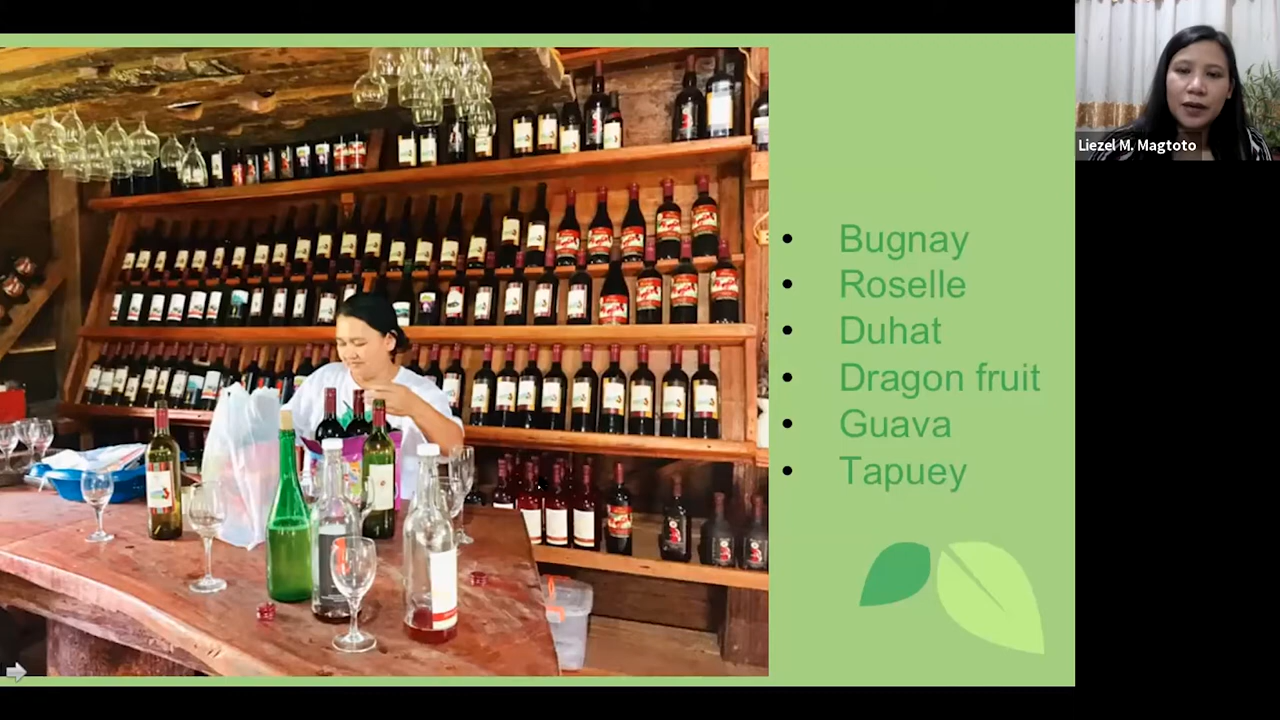 Liezel M. Magtoto
• Bugnay
• Roselle
• Duhat
• Dragon fruit
• Guava
• Tapuey